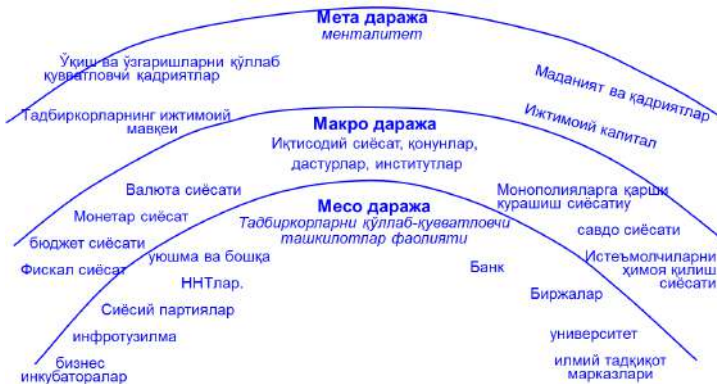 Мета даража
менталитет
Ўқиш ва ўзгаришларни қўллаб
қувватловчи қадриятлар
Маданият ва қадриятлар
Тадбиркорларнинг ижтимоий
мавқеи
Ижтимоий капитал
Макро даража
Иқтисодий сиёсат, қонунлар,
дастурлар, институтлар
Валюта сиёсати
Монетар сиёсат
бюджет сиёсати
Фискал сиёсат
Монополияларга қарши
курашиш сиёсатиу
савдо сиёсати
Истеъмолчиларни
ҳимоя қилиш
сиёсати
Месо даража
Тадбиркорларни қўллаб-қувватловчи
ташкилотлар фаолияти
уюшма ва бошқа
ННТлар.
Сиёсий партиялар
инфротузилма
бизнес
инкубаторалар
Банк
Биржалар
университет
илмий тадқиқот
марказлари